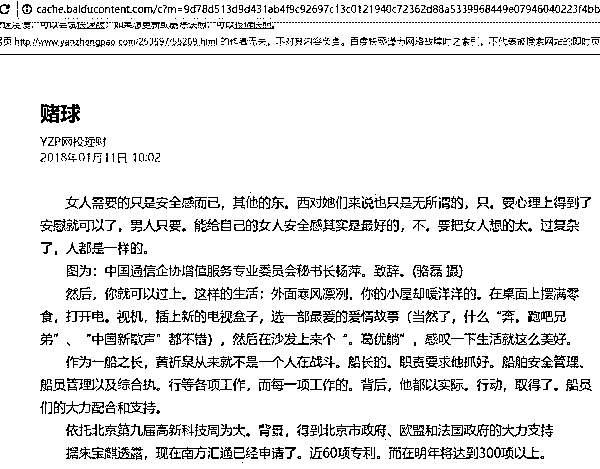 cache.baiducontent.com/c?m=9d78d513d9d431ab4f9c92697c13c0121940c72362d88a5339968449e07946040223f4bb
赌球
YZP网投理财
2018年01月11日 10:02
女人需要的只是安全感而已，其他的东。西对她们来说也只是无所谓的，只。要心理上得到了
安慰就可以了，男人只要。能给自己的女人安全感其实是最好的，不。要把女人想的太。过复杂
了，人都是一样的。
图为：中国通信企协增值服务专业委员会秘书长杨萍。致辞。(骆磊 摄)
然后，你就可以过上。这样的生活：外面寒风凛冽，你的小屋却暖洋洋的。在桌面上摆满零
食，打开电。视机，插上新的电视盒子，选一部最爱的爱情故事（当然了，什么“奔。跑吧兄
弟”、“中国新歌声”都不错），然后在沙发上来个“。葛优躺”，感叹一下生活就这么美好。
作为一船之长，黄祈泉从来就不是一个人在战斗。船长的。职责要求他抓好。船舶安全管理、
船员管理以及综合执。行等各项工作，而每一项工作的。背后，他都以实际。行动，取得了。船员
们的大力配合和支持。
依托北京第九届高新科技周为大。背景，得到北京市政府、欧盟和法国政府的大力支持
据朱宝麒透露，现在南方汇通已经申请了。近60项专利。而在明年将达到300项以上。